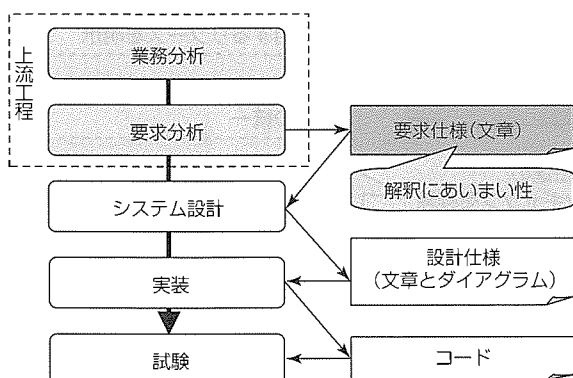 上流工程
業務分析
要求分析
要求仕様(文章)
解釈にあいまい性
システム設計
設計仕様
(文章とダイアグラム)
実装
試験
コード